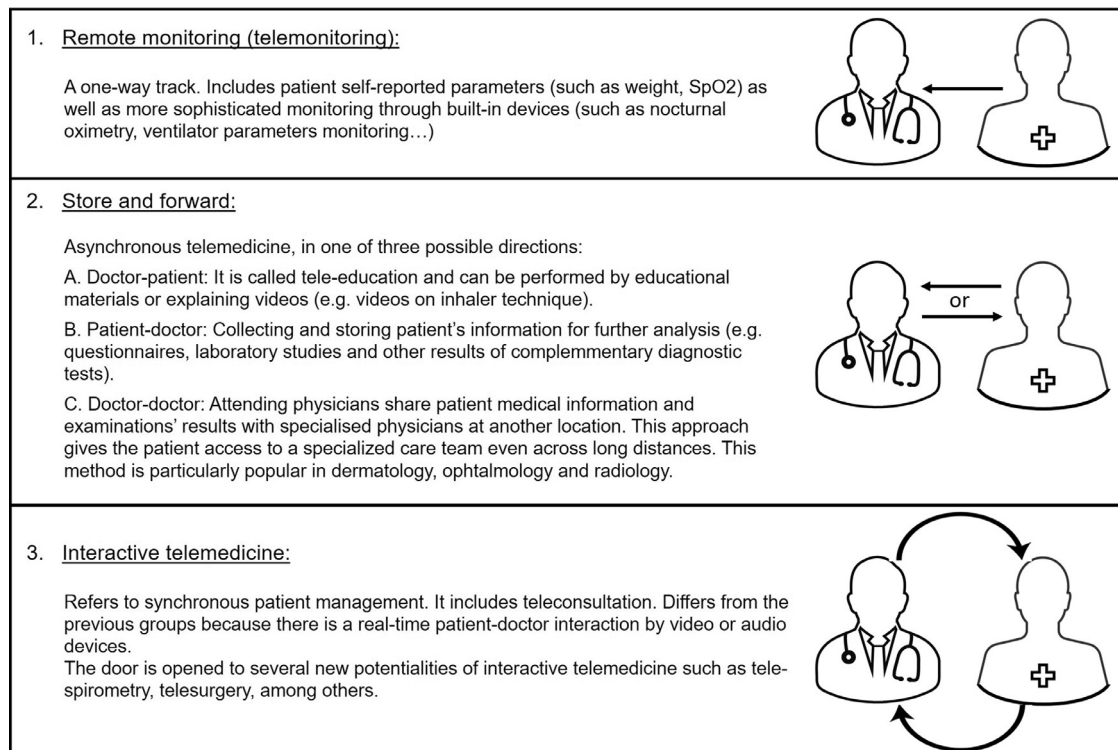 1. Remote monitoring (telemonitoring):
A one-way track. Includes patient self-reported parameters (such as weight, SpO2) as
well as more sophisticated monitoring through built-in devices (such as nocturnal
oximetry, ventilator parameters monitoring…)
2. Store and forward:
Asynchronous telemedicine, in one of three possible directions:
A. Doctor-patient: It is called tele-education and can be performed by educational
materials or explaining videos (e.g. videos on inhaler technique).
B. Patient-doctor: Collecting and storing patient's information for further analysis (e.g.
questionnaires, laboratory studies and other results of complemmentary diagnostic
tests).
C. Doctor-doctor: Attending physicians share patient medical information and
examinations' results with specialised physicians at another location. This approach
gives the patient access to a specialized care team even across long distances. This
method is particularly popular in dermatology, ophtalmology and radiology.
or
3. Interactive telemedicine:
Refers to synchronous patient management. It includes teleconsultation. Differs from the
previous groups because there is a real-time patient-doctor interaction by video or audio
devices.
The door is opened to several new potentialities of interactive telemedicine such as tele-
spirometry, telesurgery, among others.